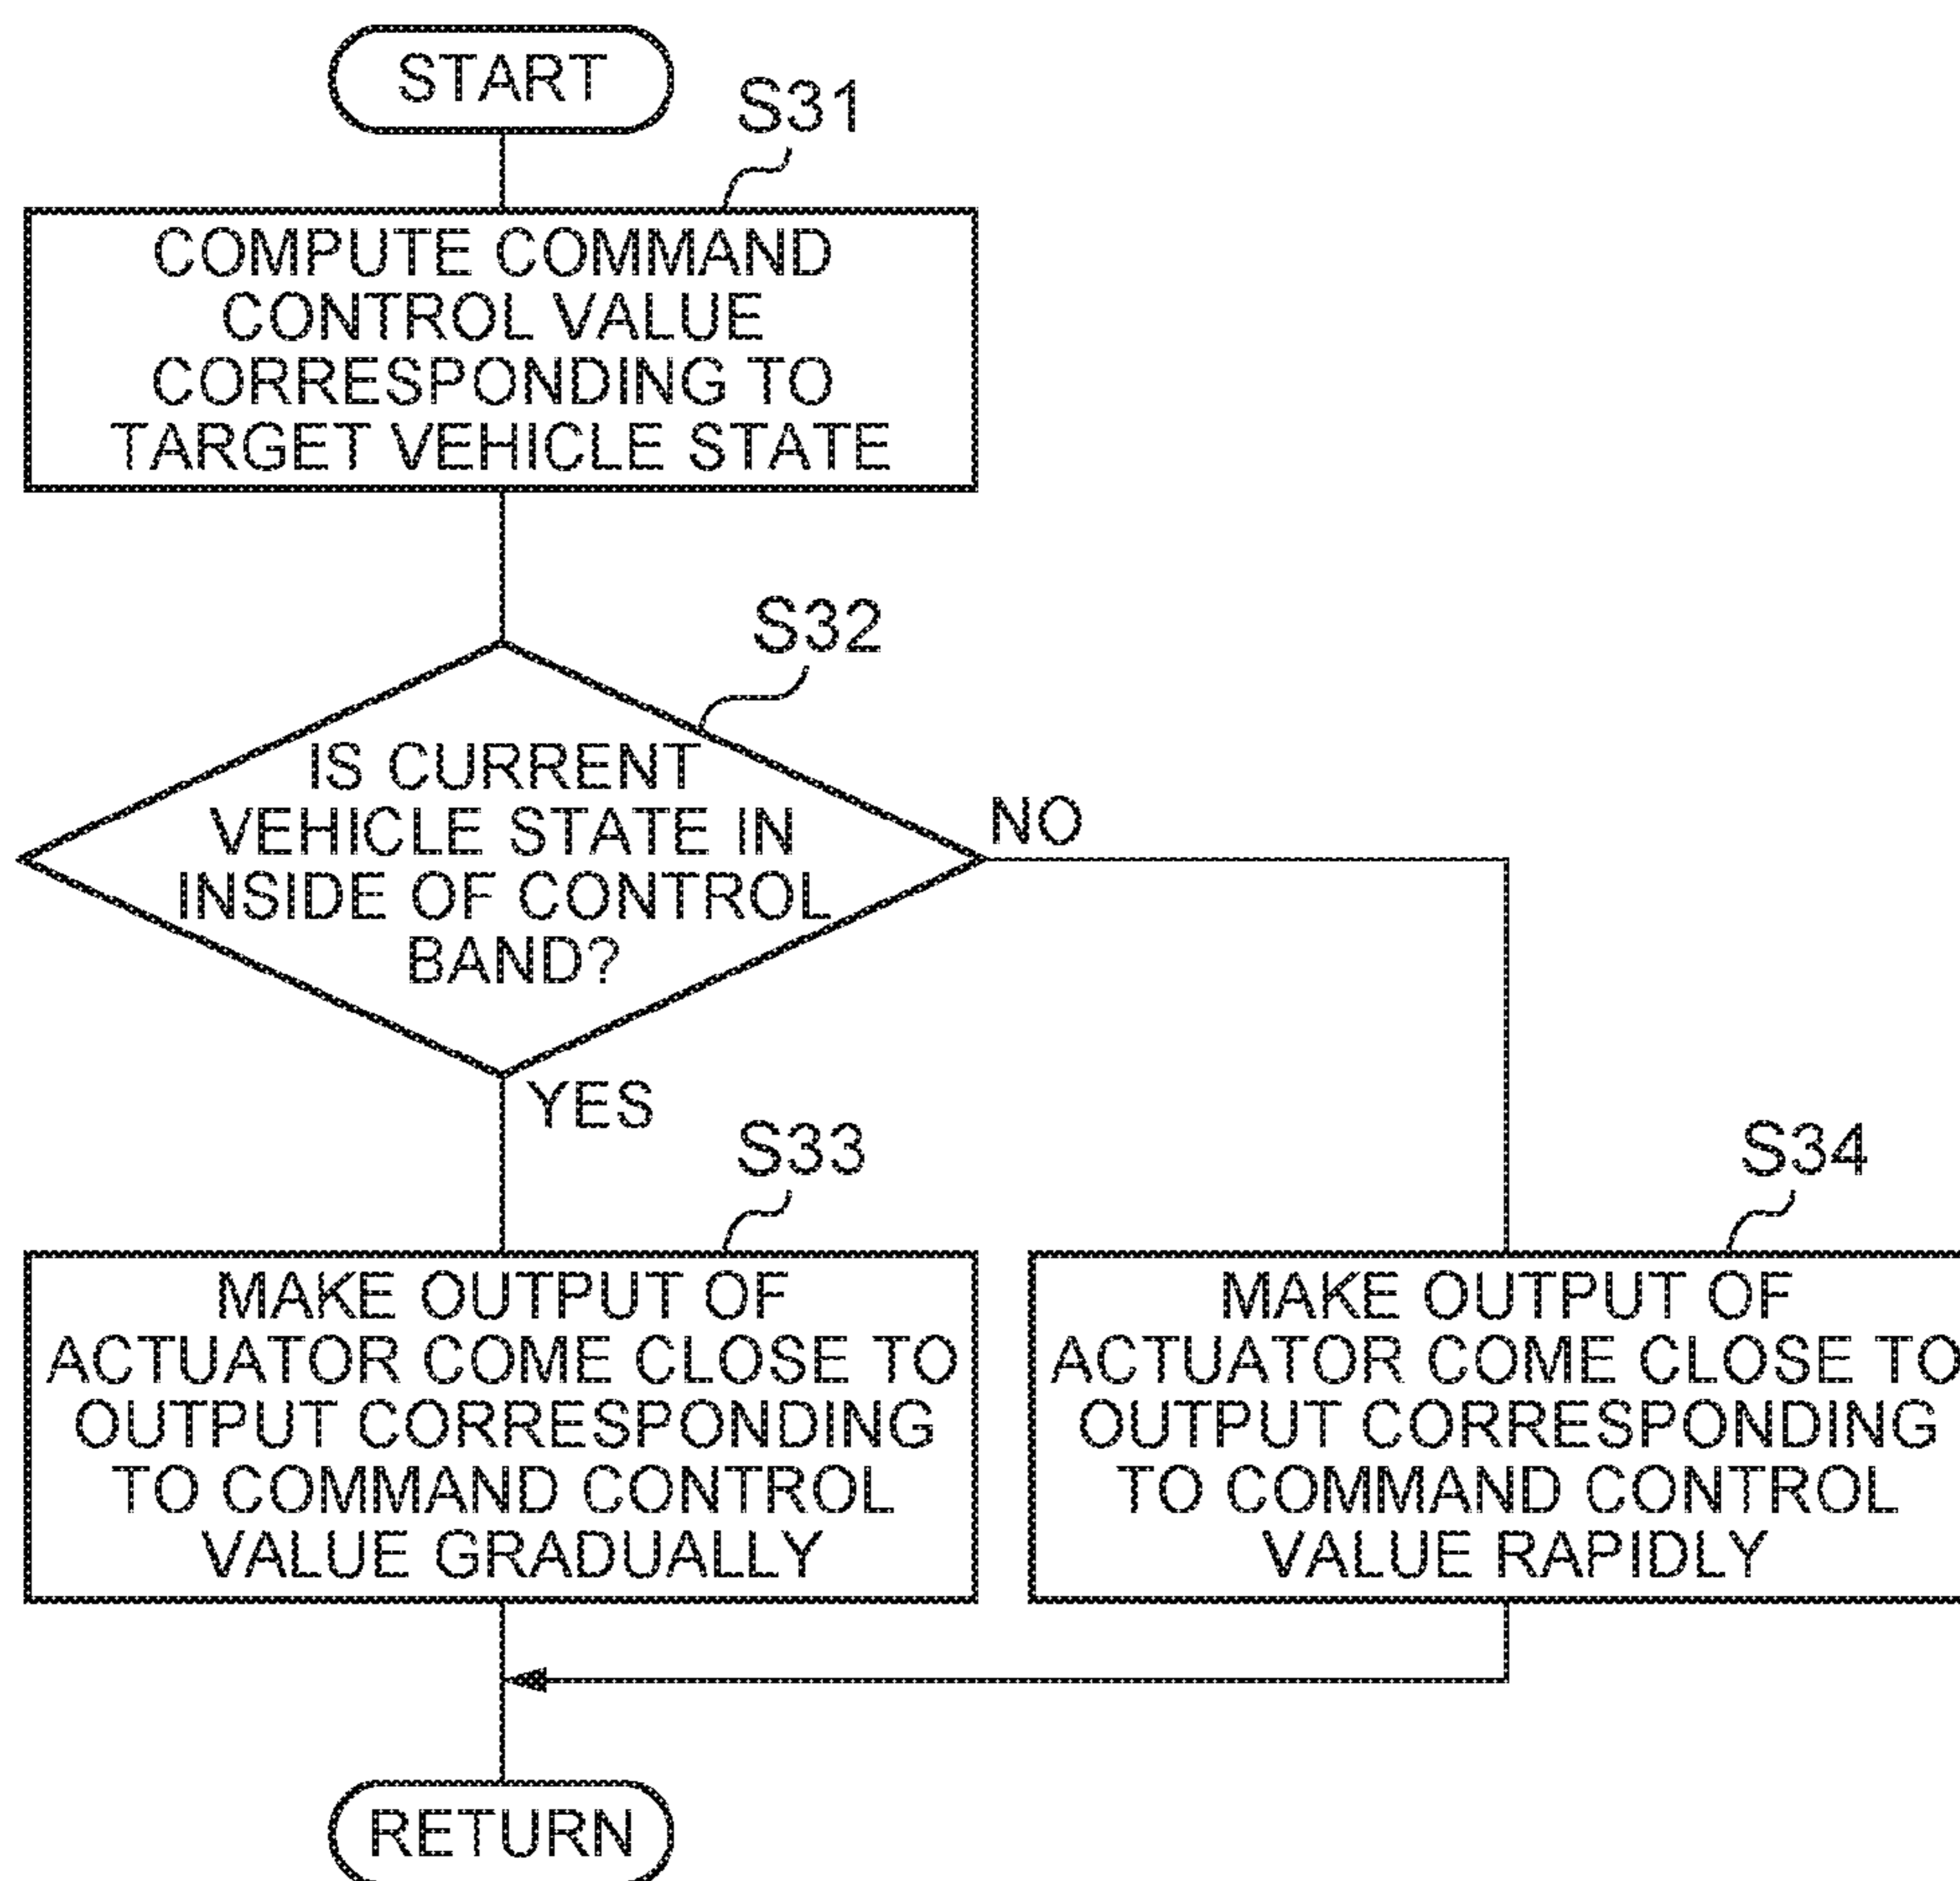 START
S31
COMPUTE COMMAND
CONTROL VALUE
CORRESPONDING TO
TARGET VEHICLE STATE
S32
IS CURRENT
VEHICLE STATE IN
INSIDE OF CONTROL
BAND?
NO
YES
S33
MAKE OUTPUT OF
ACTUATOR COME CLOSE TO
OUTPUT CORRESPONDING
TO COMMAND CONTROL
VALUE GRADUALLY
S34
MAKE OUTPUT OF
ACTUATOR COME CLOSE TO
OUTPUT CORRESPONDING
TO COMMAND CONTROL
VALUE RAPIDLY
RETURN